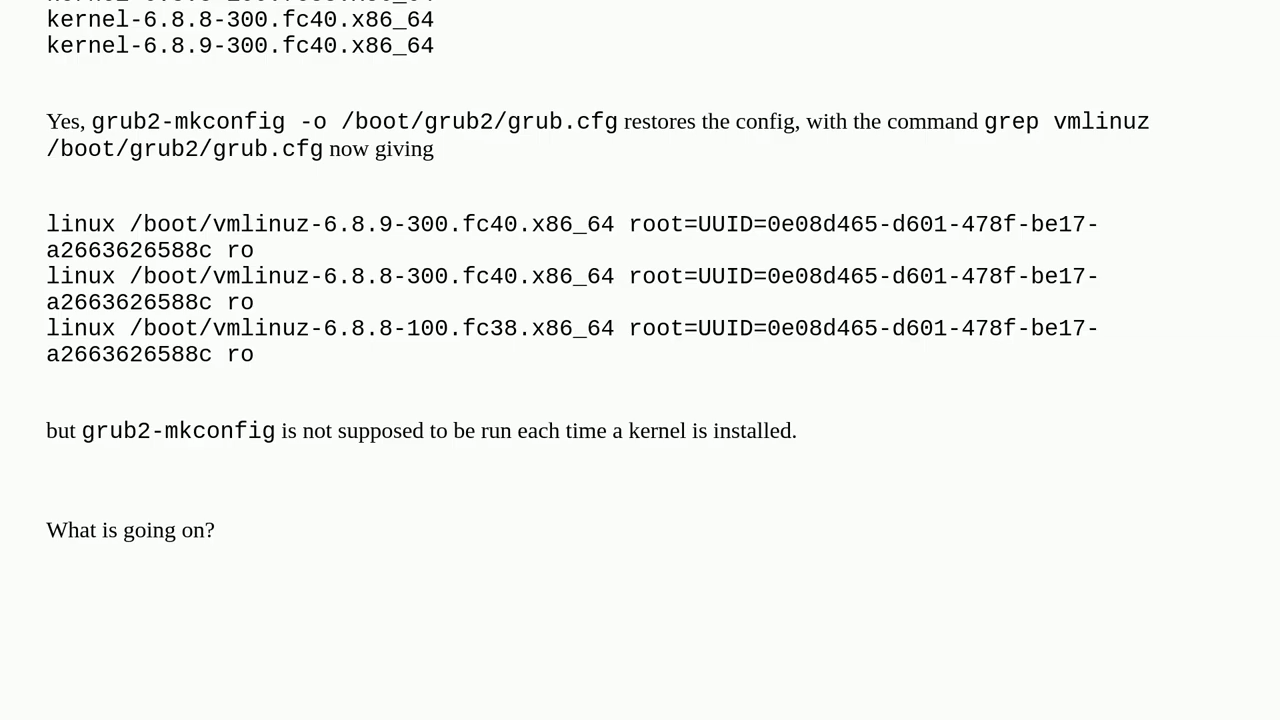 kernel-6.8.8-300.fc40.x86_64
kernel-6.8.9-300.fc40.x86_64
Yes, grub2-mkconfig -o /boot/grub2/grub.cfg restores the config, with the command grep vmlinuz
/boot/grub2/grub.cfg now giving
linux /boot/vmlinuz-6.8.9-300.fc40.x86_64 root=UUID=0e08d465-d601-478f-be17-
a2663626588c ro
linux /boot/vmlinuz-6.8.8-300.fc40.x86_64 root=UUID=0e08d465-d601-478f-be17-
a2663626588c ro
linux /boot/vmlinuz-6.8.8-100.fc38.x86_64 root=UUID=0e08d465-d601-478f-be17-
a2663626588c ro
but grub2-mkconfig is not supposed to be run each time a kernel is installed.
What is going on?